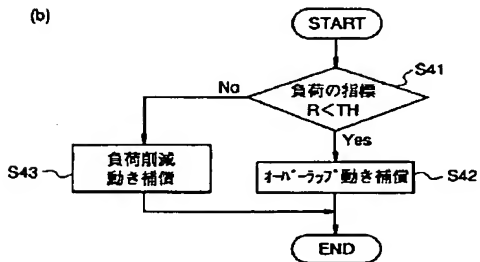 (b)
START
S41
負荷の指標
R<TH
No
Yes
S43
負荷削減
動き補償
オーバーラップ動き補償
S42
END